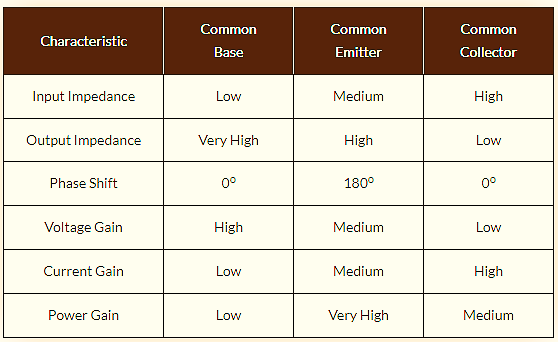 Characteristic Common Base Common Emitter Common Collector
Input Impedance Low Medium High
Output Impedance Very High High Low
Phase Shift 0° 180° 0°
Voltage Gain High Medium Low
Current Gain Low Medium High
Power Gain Low Very High Medium